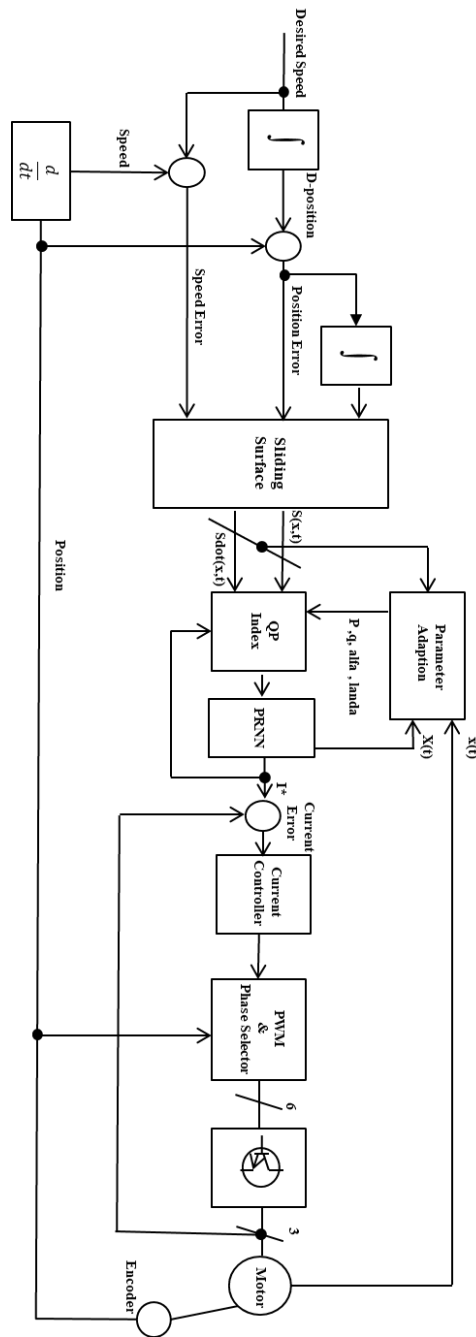 Desired Speed
∫
D-position
Position Error
∫
d
dt
Speed
Speed Error
Sliding
Surface
S(x,t)
Sdot(x,t)
Parameter
Adaption
P ,q, alfa , landa
QP
Index
PRNN
X(t)
x(t)
I*
Current
Error
Current
Controller
PWM
&
Phase Selector
6
3
Motor
Encoder
Position